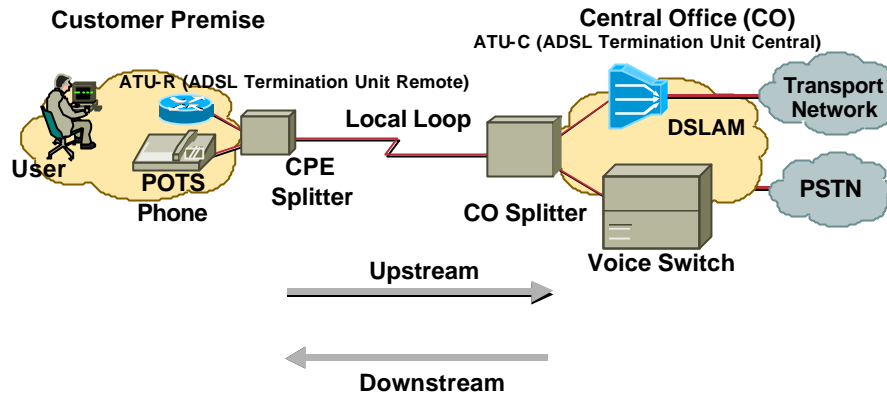 Customer Premise
Central Office (CO)
ATU-C (ADSL Termination Unit Central)
ATU-R (ADSL Termination Unit Remote)
Transport
Network
Local Loop
DSLAM
User
POTS
Phone
CPE
Splitter
CO Splitter
PSTN
Voice Switch
Upstream
Downstream